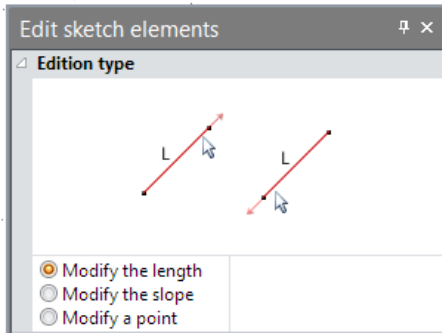 Edit sketch elements
Edition type
L
L
Modify the length
Modify the slope
Modify a point